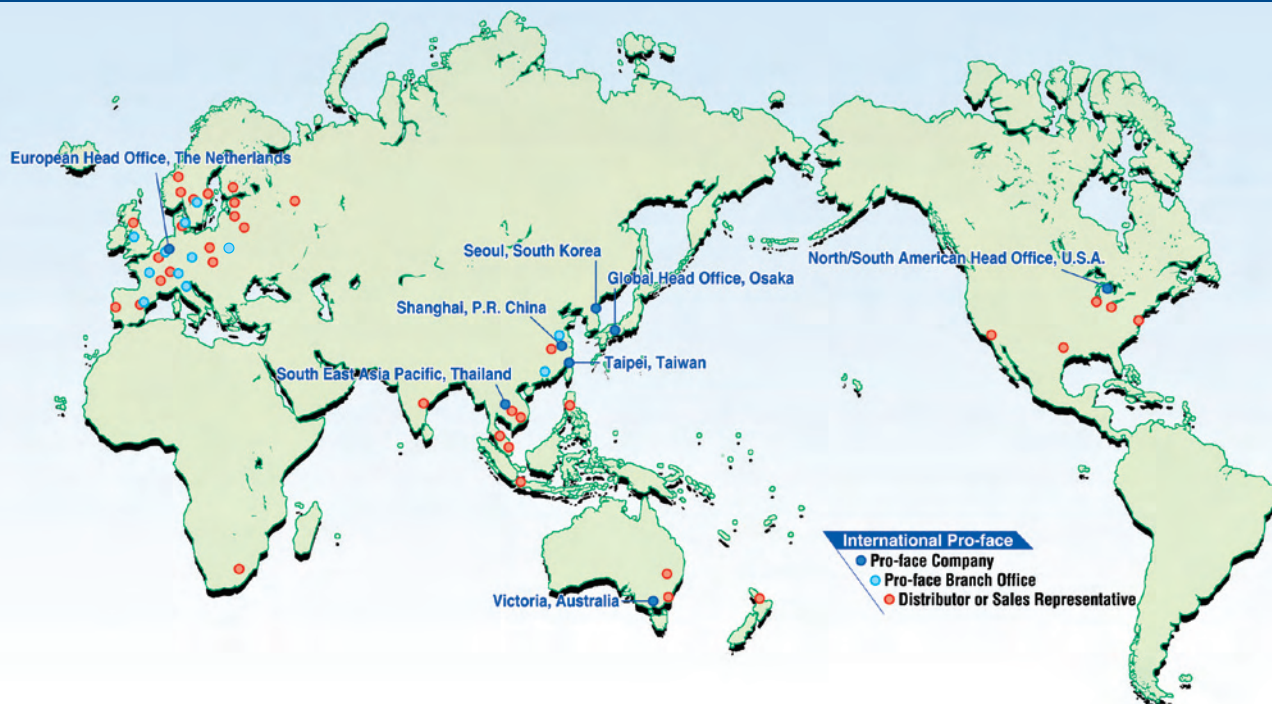 European Head Office, The Netherlands
Seoul, South Korea
North/South American Head Office, U.S.A.
Global Head Office, Osaka
Shanghai, P.R. China
Taipei, Taiwan
South East Asia Pacific, Thailand
International Pro-face
Pro-face Company
Pro-face Branch Office
Distributor or Sales Representative
Victoria, Australia